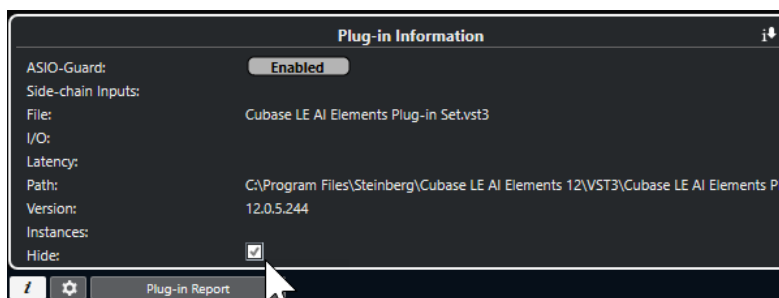 Plug-in Information
ASIO-Guard: Enabled
Side-chain Inputs:
File: Cubase LE AI Elements Plug-in Set.vst3
I/O:
Latency:
Path: C:\Program Files\Steinberg\Cubase LE AI Elements 12\VST3\Cubase LE AI Elements P
Version: 12.0.5.244
Instances:
Hide:
i Plug-in Report